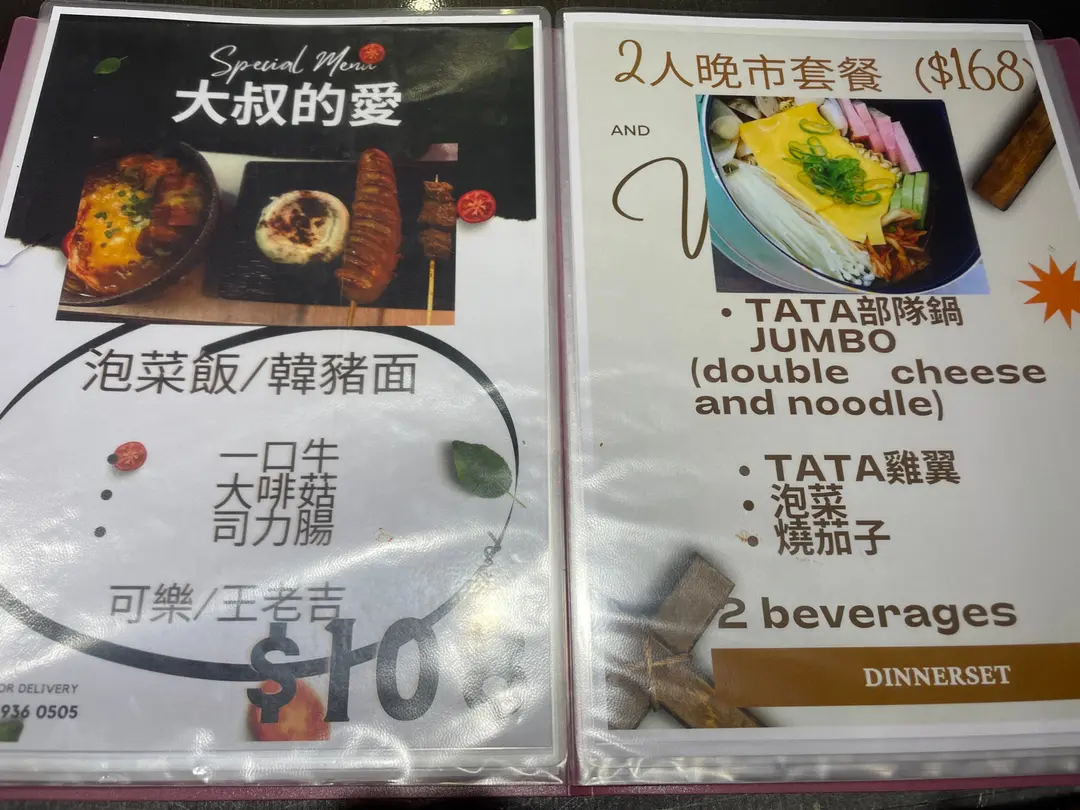 Special Menu
大叔的愛
泡菜飯/韓豬面
• 一口牛
• 大啡菇
• 司力腸
可樂/王老吉
$10
OR DELIVERY
936 0505
2人晚市套餐 ($168)
AND
• TATA部隊鍋
JUMBO
(double cheese
and noodle)
• TATA雞翼
• 泡菜
• 燒茄子
2 beverages
DINNERSET